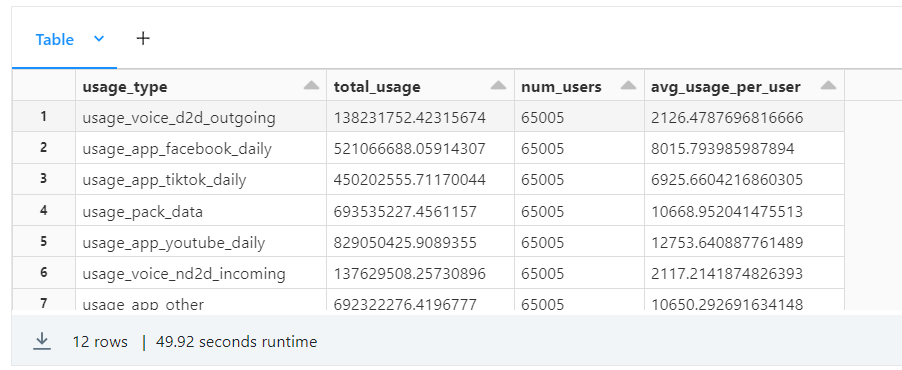 Table
usage_type total_usage num_users avg_usage_per_user
1 usage_voice_d2d_outgoing 138231752.42315674 65005 2126.4787696816666
2 usage_app_facebook_daily 521066688.05914307 65005 8015.793985987894
3 usage_app_tiktok_daily 450202555.71170044 65005 6925.6604216860305
4 usage_pack_data 693535227.4561157 65005 10668.952041475513
5 usage_app_youtube_daily 829050425.9089355 65005 12753.640887761489
6 usage_voice_nd2d_incoming 137629508.25730896 65005 2117.2141874826393
7 usage_app_other 692322276.4196777 65005 10650.292691634148
12 rows | 49.92 seconds runtime